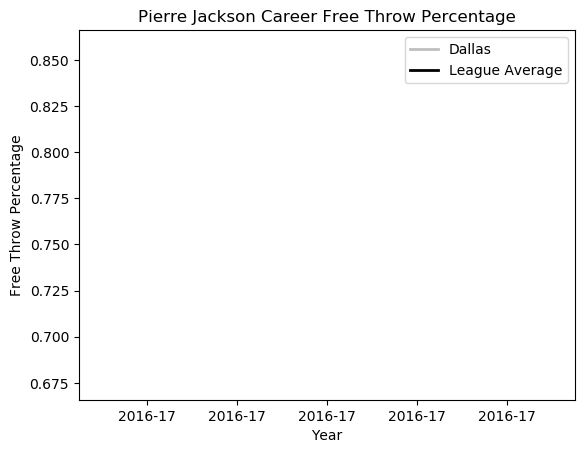 Pierre Jackson Career Free Throw Percentage
Dallas
League Average
0.850
0.825
0.800
0.775
0.750
0.725
0.700
0.675
Free Throw Percentage
2016-17 2016-17 2016-17 2016-17 2016-17
Year